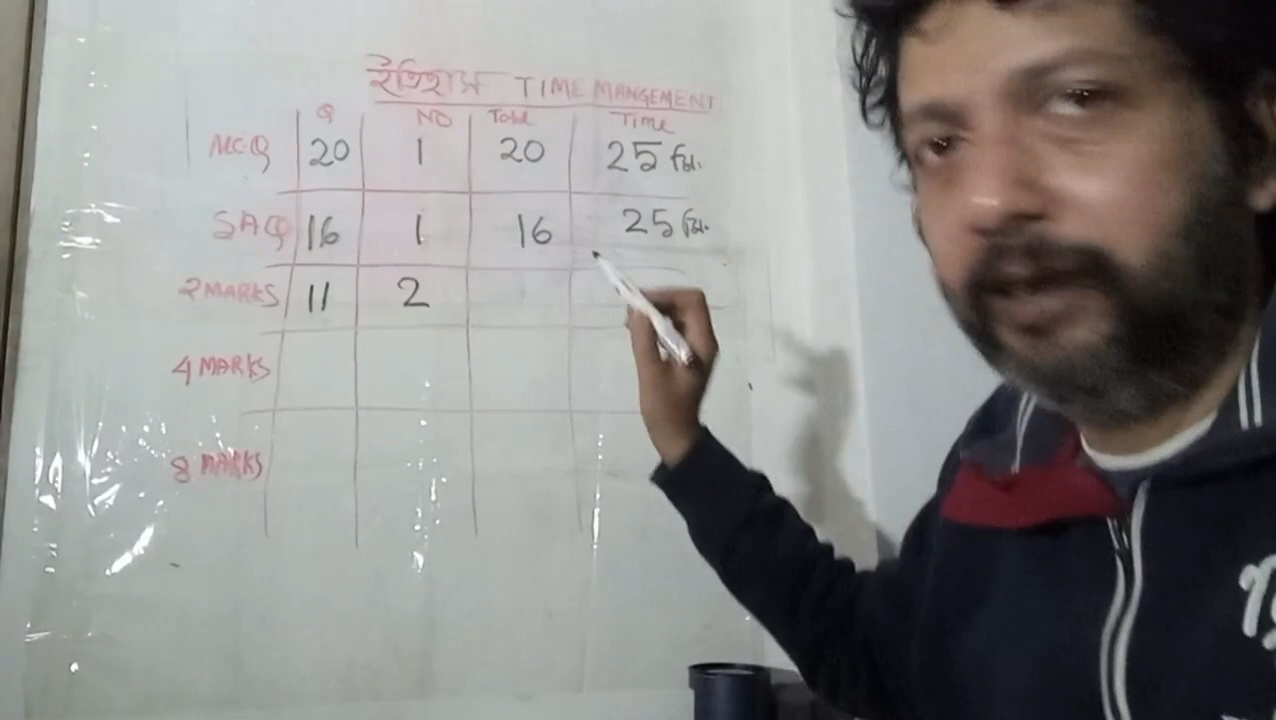 ইতিহাস TIME MANGEMENT
Q NO Total Time
MCQ 20 1 20 25 মি.
SAQ 16 1 16 25 মি.
2 MARKS 11 2
4 MARKS
8 MARKS